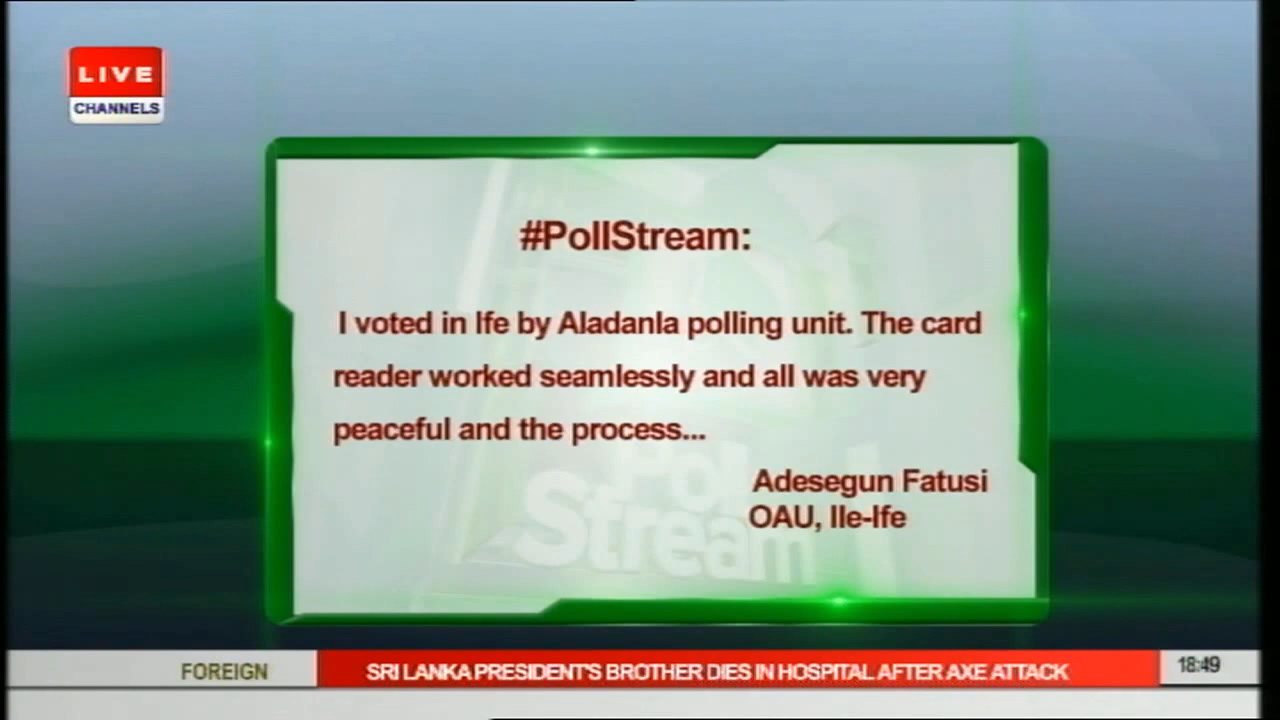 LIVE
CHANNELS
#PollStream:
I voted in Ife by Aladanla polling unit. The card
reader worked seamlessly and all was very
peaceful and the process...
Adesegun Fatusi
OAU, Ile-Ife
Poll
Stream
FOREIGN
SRI LANKA PRESIDENT'S BROTHER DIES IN HOSPITAL AFTER AXE ATTACK
18:49